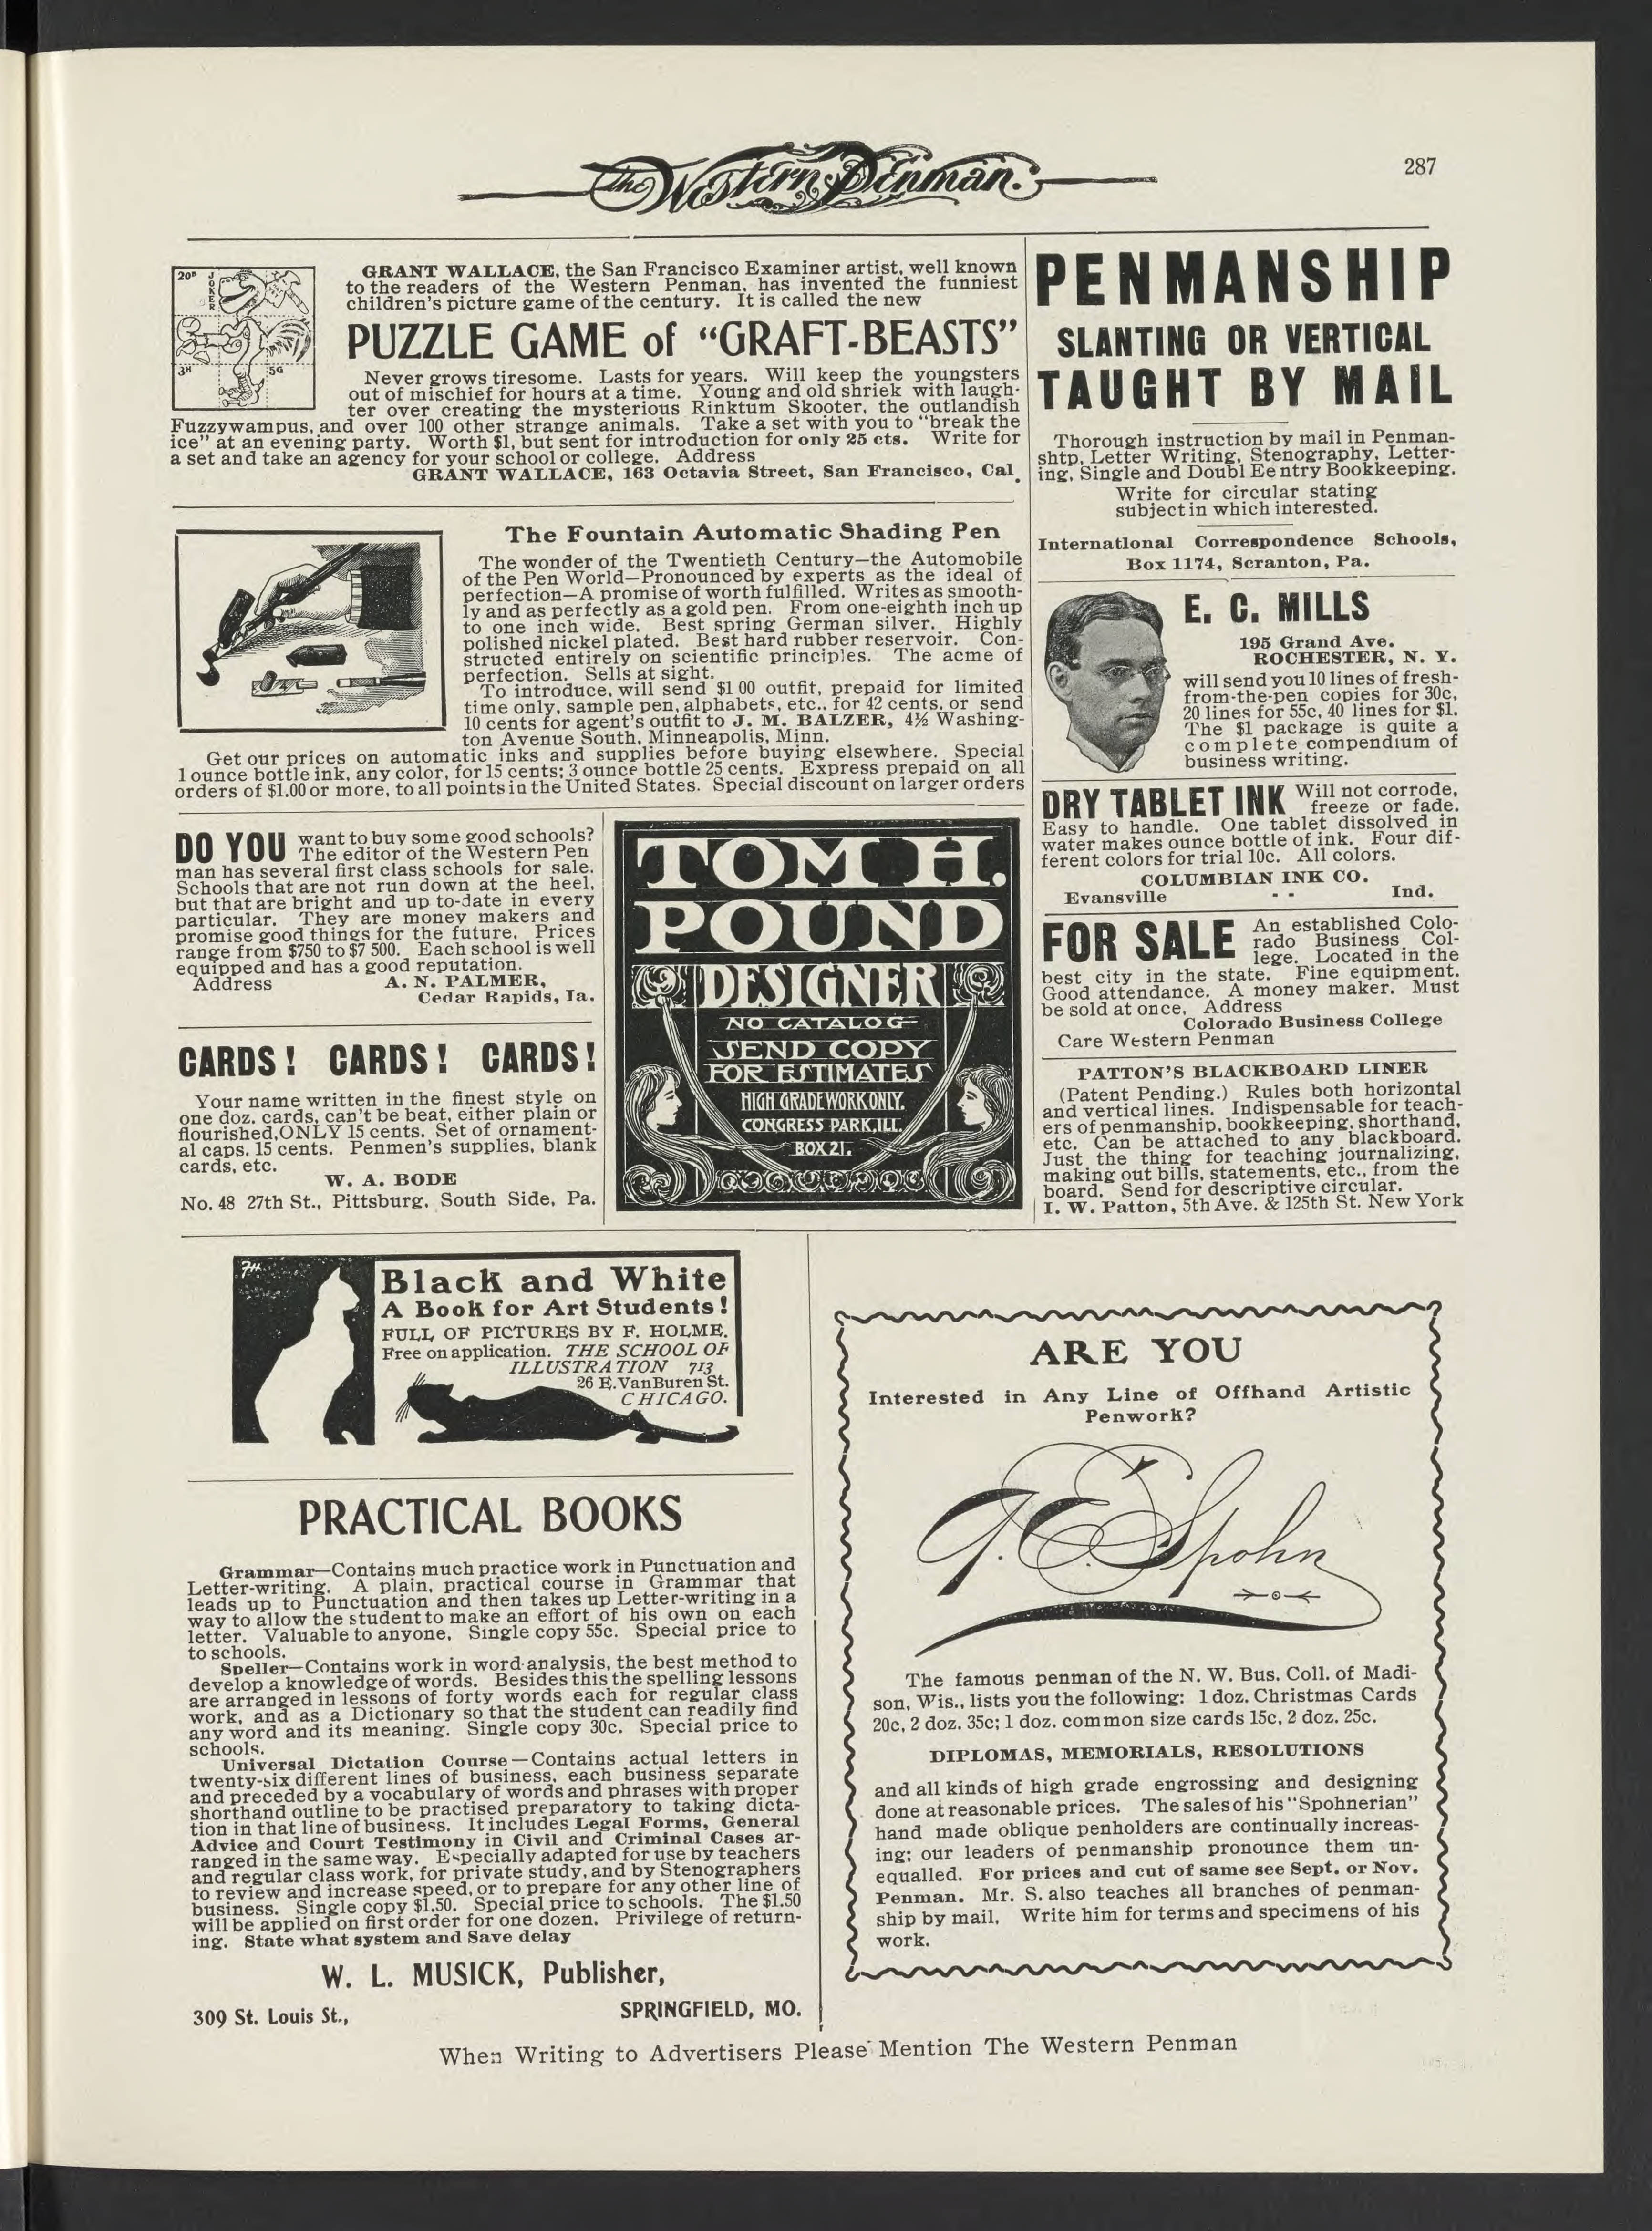 The Western Penman.
287
20B
JOKER
3H
5G
GRANT WALLACE, the San Francisco Examiner artist, well known
to the readers of the Western Penman, has invented the funniest
children's picture game of the century. It is called the new
PUZZLE GAME of "GRAFT-BEASTS"
Never grows tiresome. Lasts for years. Will keep the youngsters
out of mischief for hours at a time. Young and old shriek with laugh-
ter over creating the mysterious Rinktum Skooter, the outlandish
Fuzzywampus, and over 100 other strange animals. Take a set with you to "break the
ice" at an evening party. Worth $1, but sent for introduction for only 25 cts. Write for
a set and take an agency for your school or college. Address
GRANT WALLACE, 163 Octavia Street, San Francisco, Cal.
The Fountain Automatic Shading Pen
The wonder of the Twentieth Century—the Automobile
of the Pen World—Pronounced by experts as the ideal of
perfection—A promise of worth fulfilled. Writes as smooth-
ly and as perfectly as a gold pen. From one-eighth inch up
to one inch wide. Best spring German silver. Highly
polished nickel plated. Best hard rubber reservoir. Con-
structed entirely on scientific principles. The acme of
perfection. Sells at sight.
To introduce, will send $1 00 outfit, prepaid for limited
time only, sample pen, alphabets, etc., for 42 cents, or send
10 cents for agent's outfit to J. M. BALZER, 4½ Washing-
ton Avenue South, Minneapolis, Minn.
Get our prices on automatic inks and supplies before buying elsewhere. Special
1 ounce bottle ink, any color, for 15 cents; 3 ounce bottle 25 cents. Express prepaid on all
orders of $1.00 or more, to all points in the United States. Special discount on larger orders
DO YOU want to buy some good schools?
The editor of the Western Pen
man has several first class schools for sale.
Schools that are not run down at the heel,
but that are bright and up to-date in every
particular. They are money makers and
promise good things for the future. Prices
range from $750 to $7 500. Each school is well
equipped and has a good reputation.
Address A. N. PALMER,
Cedar Rapids, Ia.
CARDS! CARDS! CARDS!
Your name written in the finest style on
one doz. cards, can't be beat, either plain or
flourished, ONLY 15 cents. Set of ornament-
al caps. 15 cents. Penmen's supplies, blank
cards, etc.
W. A. BODE
No. 48 27th St., Pittsburg, South Side, Pa.
TOM H.
POUND
DESIGNER
NO CATALOG
SEND COPY
FOR ESTIMATES
HIGH GRADE WORK ONLY.
CONGRESS PARK, ILL.
BOX 21.
PENMANSHIP
SLANTING OR VERTICAL
TAUGHT BY MAIL
Thorough instruction by mail in Penman-
shtp, Letter Writing, Stenography, Letter-
ing, Single and Doubl Ee ntry Bookkeeping.
Write for circular stating
subject in which interested.
International Correspondence Schools,
Box 1174, Scranton, Pa.
E. C. MILLS
195 Grand Ave.
ROCHESTER, N. Y.
will send you 10 lines of fresh-
from-the-pen copies for 30c,
20 lines for 55c, 40 lines for $1.
The $1 package is quite a
complete compendium of
business writing.
DRY TABLET INK Will not corrode,
freeze or fade.
Easy to handle. One tablet dissolved in
water makes ounce bottle of ink. Four dif-
ferent colors for trial 10c. All colors.
COLUMBIAN INK CO.
Evansville - - Ind.
FOR SALE An established Colo-
rado Business Col-
lege. Located in the
best city in the state. Fine equipment.
Good attendance. A money maker. Must
be sold at once, Address
Colorado Business College
Care Western Penman
PATTON'S BLACKBOARD LINER
(Patent Pending.) Rules both horizontal
and vertical lines. Indispensable for teach-
ers of penmanship, bookkeeping, shorthand,
etc. Can be attached to any blackboard.
Just the thing for teaching journalizing,
making out bills, statements, etc., from the
board. Send for descriptive circular.
I. W. Patton, 5th Ave. & 125th St. New York
FH
Black and White
A Book for Art Students!
FULL OF PICTURES BY F. HOLME.
Free on application. THE SCHOOL OF
ILLUSTRATION 713
26 E. VanBuren St.
CHICAGO.
PRACTICAL BOOKS
Grammar—Contains much practice work in Punctuation and
Letter-writing. A plain, practical course in Grammar that
leads up to Punctuation and then takes up Letter-writing in a
way to allow the student to make an effort of his own on each
letter. Valuable to anyone. Single copy 55c. Special price to
to schools.
Speller—Contains work in word analysis, the best method to
develop a knowledge of words. Besides this the spelling lessons
are arranged in lessons of forty words each for regular class
work, and as a Dictionary so that the student can readily find
any word and its meaning. Single copy 30c. Special price to
schools.
Universal Dictation Course—Contains actual letters in
twenty-six different lines of business, each business separate
and preceded by a vocabulary of words and phrases with proper
shorthand outline to be practised preparatory to taking dicta-
tion in that line of business. It includes Legal Forms, General
Advice and Court Testimony in Civil and Criminal Cases ar-
ranged in the same way. Especially adapted for use by teachers
and regular class work, for private study, and by Stenographers
to review and increase speed, or to prepare for any other line of
business. Single copy $1.50. Special price to schools. The $1.50
will be applied on first order for one dozen. Privilege of return-
ing. State what system and Save delay
W. L. MUSICK, Publisher,
309 St. Louis St., SPRINGFIELD, MO.
ARE YOU
Interested in Any Line of Offhand Artistic
Penwork?
G. E. Spohn
The famous penman of the N. W. Bus. Coll. of Madi-
son, Wis., lists you the following: 1 doz. Christmas Cards
20c, 2 doz. 35c; 1 doz. common size cards 15c, 2 doz. 25c.
DIPLOMAS, MEMORIALS, RESOLUTIONS
and all kinds of high grade engrossing and designing
done at reasonable prices. The sales of his "Spohnerian"
hand made oblique penholders are continually increas-
ing; our leaders of penmanship pronounce them un-
equalled. For prices and cut of same see Sept. or Nov.
Penman. Mr. S. also teaches all branches of penman-
ship by mail. Write him for terms and specimens of his
work.
When Writing to Advertisers Please Mention The Western Penman